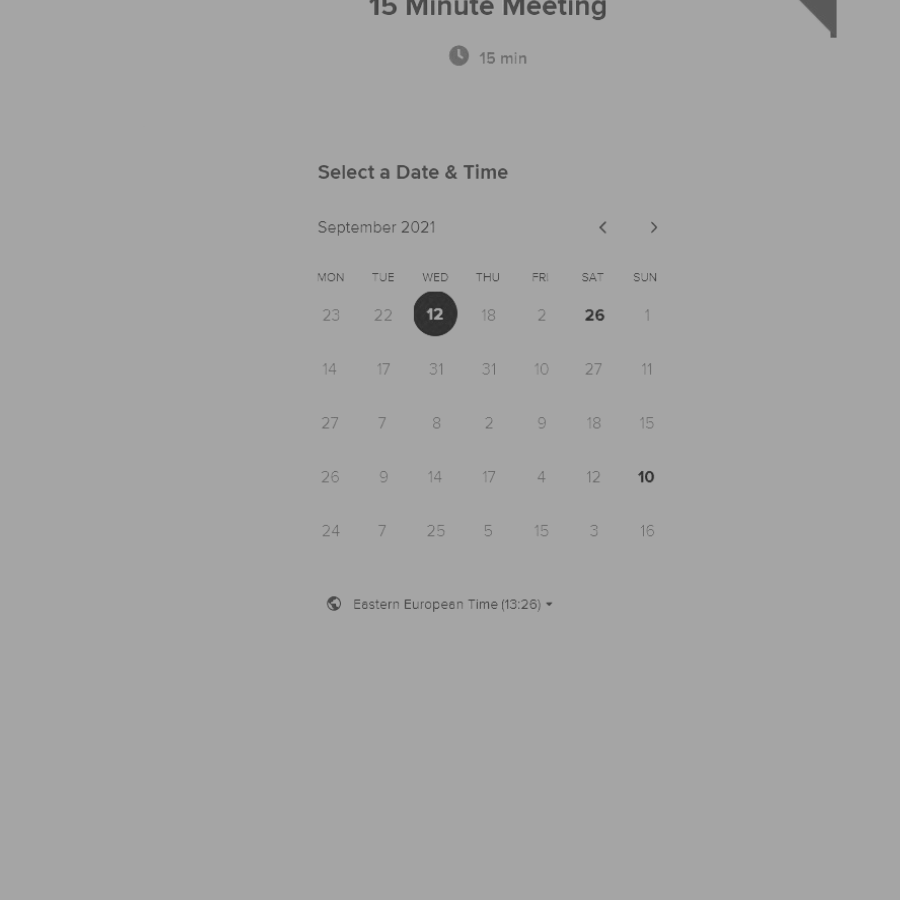 15 Minute Meeting
15 min
Select a Date & Time
September 2021
MON TUE WED THU FRI SAT SUN
23 22 12 18 2 26 1
14 17 31 31 10 27 11
27 7 8 2 9 18 15
26 9 14 17 4 12 10
24 7 25 5 15 3 16
Eastern European Time (13:26)